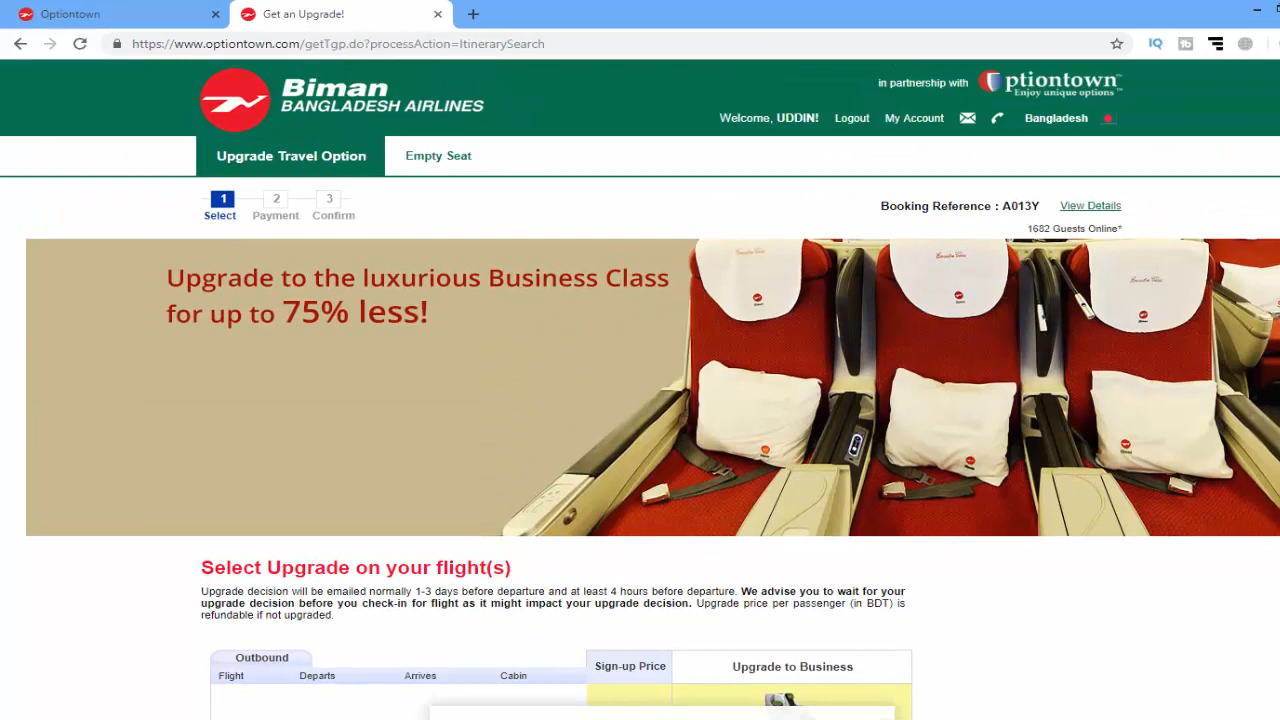 Optiontown
Get an Upgrade!
https://www.optiontown.com/getTgp.do?processAction=ItinerarySearch
IQ
Biman
BANGLADESH AIRLINES
in partnership with Optiontown™
Enjoy unique options
Welcome, UDDIN! Logout My Account Bangladesh
Upgrade Travel Option Empty Seat
1 2 3
Select Payment Confirm
Booking Reference : A013Y View Details
1682 Guests Online*
Upgrade to the luxurious Business Class
for up to 75% less!
Select Upgrade on your flight(s)
Upgrade decision will be emailed normally 1-3 days before departure and at least 4 hours before departure. We advise you to wait for your
upgrade decision before you check-in for flight as it might impact your upgrade decision. Upgrade price per passenger (in BDT) is
refundable if not upgraded.
Outbound
Sign-up Price Upgrade to Business
Flight Departs Arrives Cabin